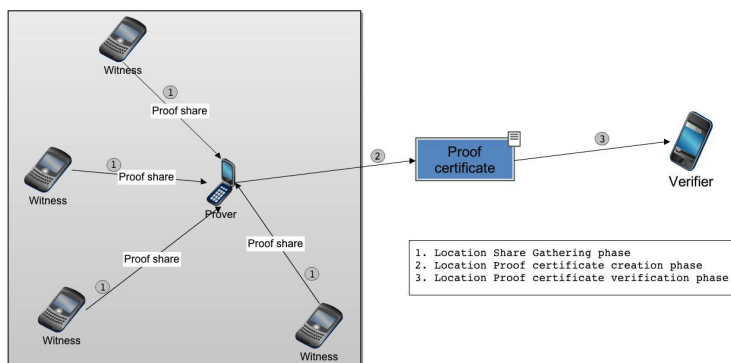 Witness
1
Proof share
Witness
1
Proof share
Prover
2
Proof
certificate
3
Verifier
Proof share
Proof share
1
1
Witness
Witness
1. Location Share Gathering phase
2. Location Proof certificate creation phase
3. Location Proof certificate verification phase